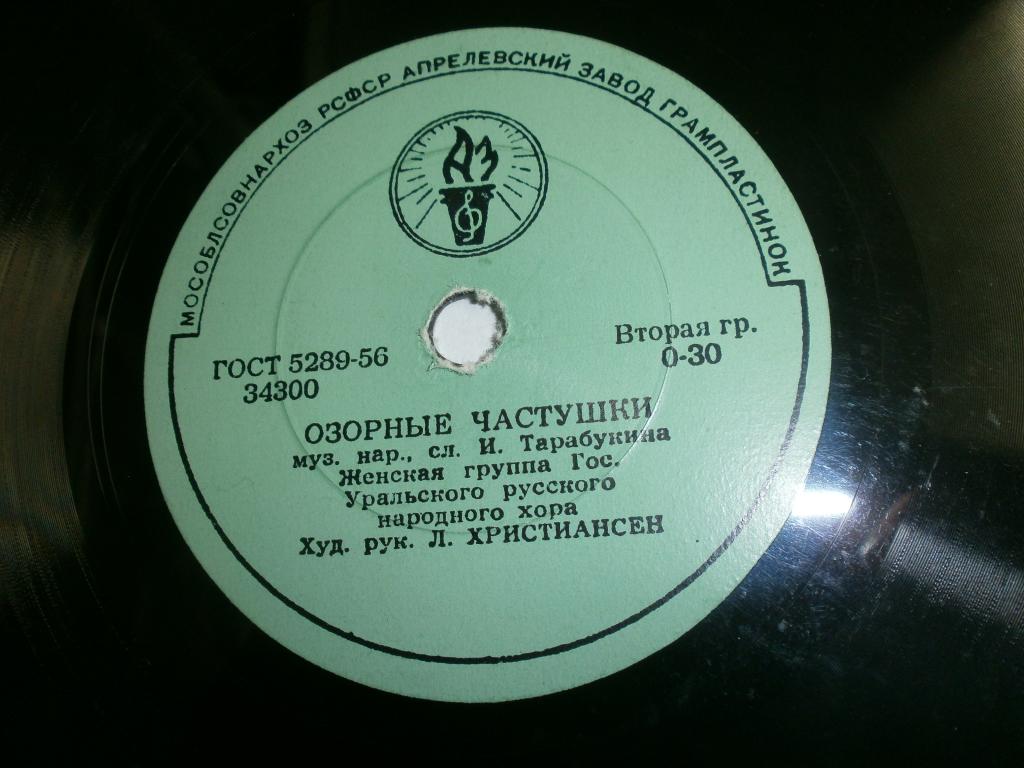 МОСОБЛСОВНАРХОЗ РСФСР АПРЕЛЕВСКИЙ ЗАВОД ГРАМПЛАСТИНОК
АЗ
ГОСТ 5289-56
34300
Вторая гр.
0-30
ОЗОРНЫЕ ЧАСТУШКИ
муз. нар., сл. И. Тарабукина
Женская группа Гос.
Уральского русского
народного хора
Худ. рук. Л. ХРИСТИАНСЕН